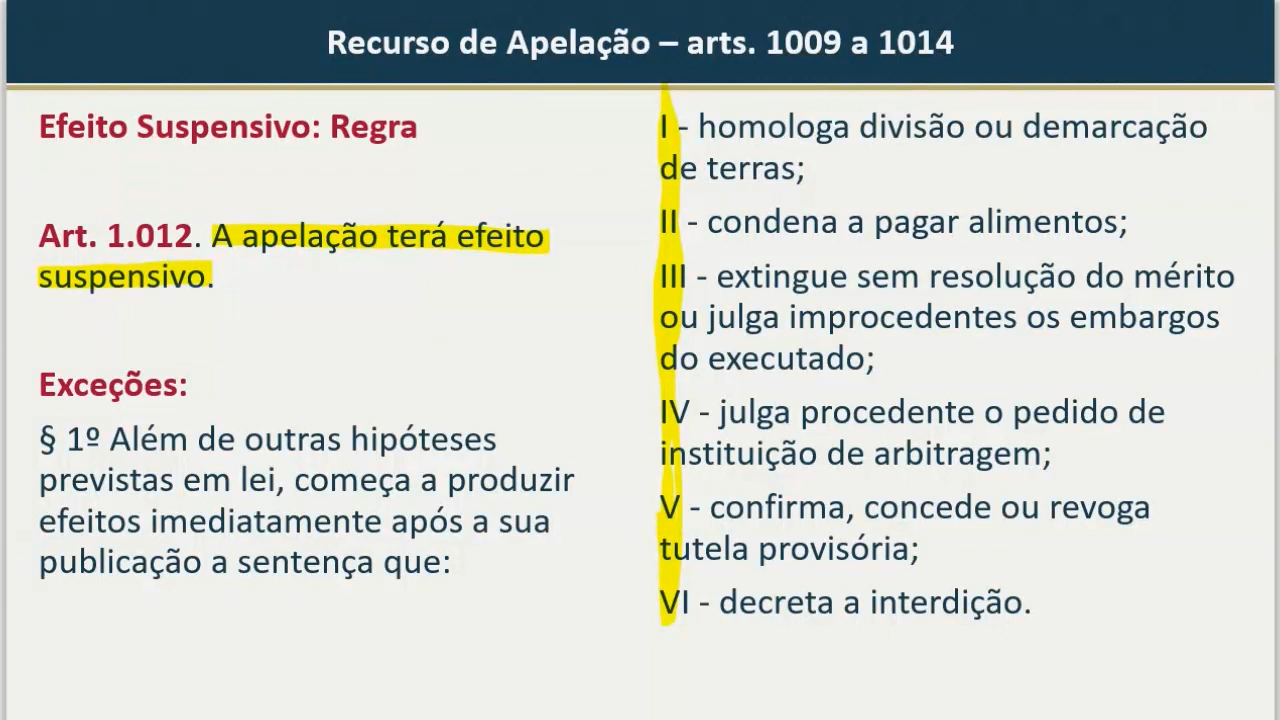 Recurso de Apelação – arts. 1009 a 1014
Efeito Suspensivo: Regra
Art. 1.012. A apelação terá efeito
suspensivo.
Exceções:
§ 1º Além de outras hipóteses
previstas em lei, começa a produzir
efeitos imediatamente após a sua
publicação a sentença que:
I - homologa divisão ou demarcação
de terras;
II - condena a pagar alimentos;
III - extingue sem resolução do mérito
ou julga improcedentes os embargos
do executado;
IV - julga procedente o pedido de
instituição de arbitragem;
V - confirma, concede ou revoga
tutela provisória;
VI - decreta a interdição.